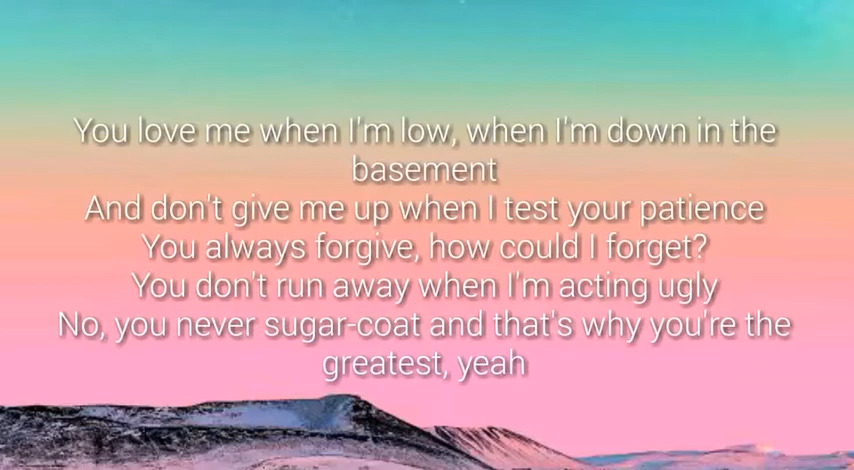 You love me when I'm low, when I'm down in the
basement
And don't give me up when I test your patience
You always forgive, how could I forget?
You don't run away when I'm acting ugly
No, you never sugar-coat and that's why you're the
greatest, yeah